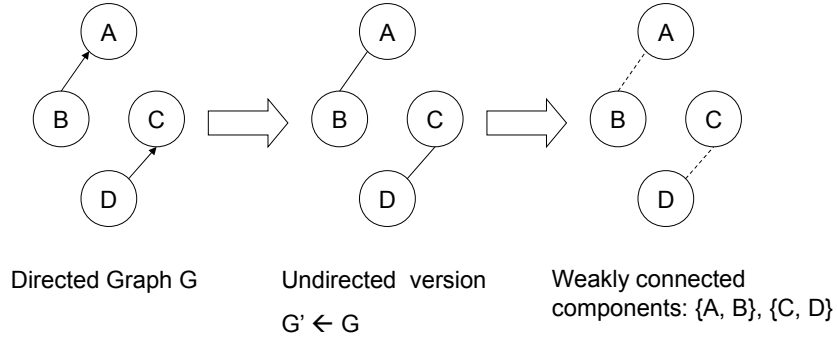 A
B
C
D
A
B
C
D
A
B
C
D
Directed Graph G
Undirected version
G' ← G
Weakly connected
components: {A, B}, {C, D}